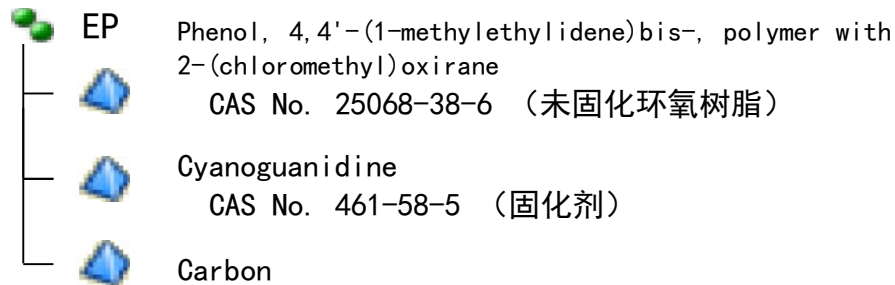 EP
Phenol, 4,4'-(1-methylethylidene)bis-, polymer with
2-(chloromethyl)oxirane
CAS No. 25068-38-6 （未固化环氧树脂）
Cyanoguanidine
CAS No. 461-58-5 （固化剂）
Carbon